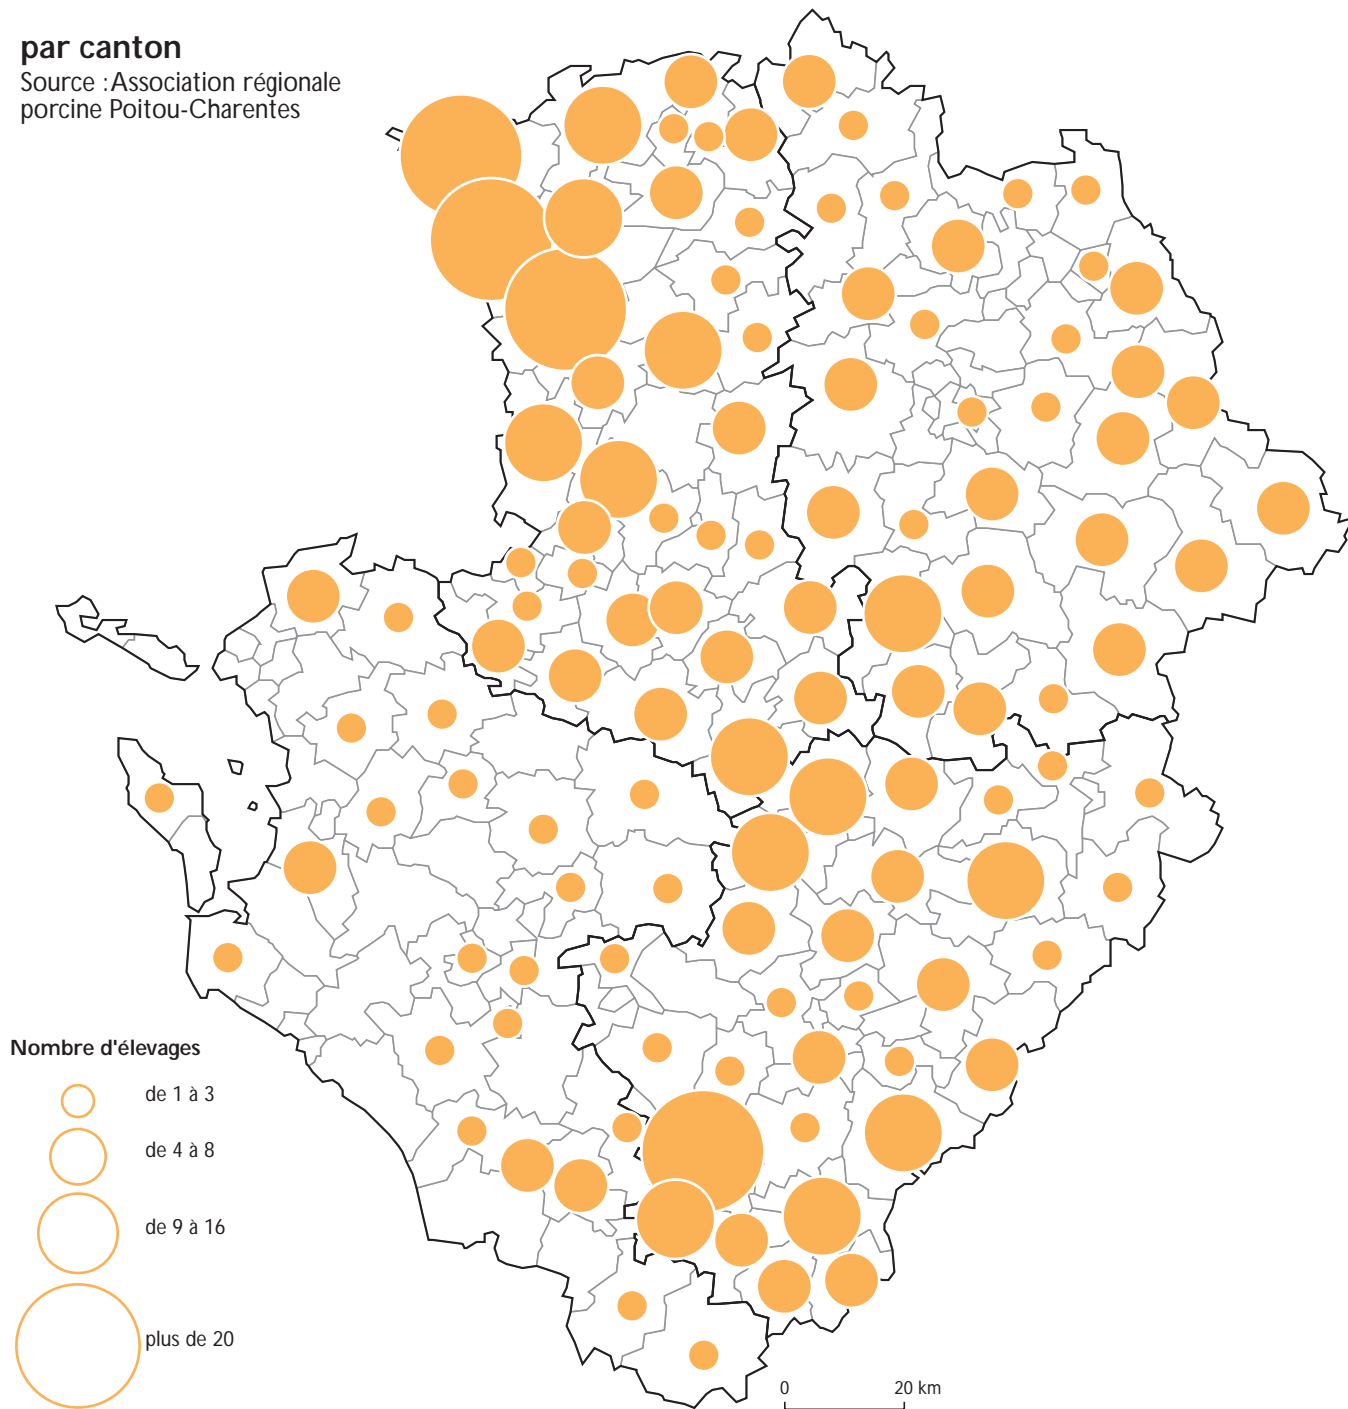 par canton
Source : Association régionale
porcine Poitou-Charentes
Nombre d'élevages
de 1 à 3
de 4 à 8
de 9 à 16
plus de 20
0 20 km